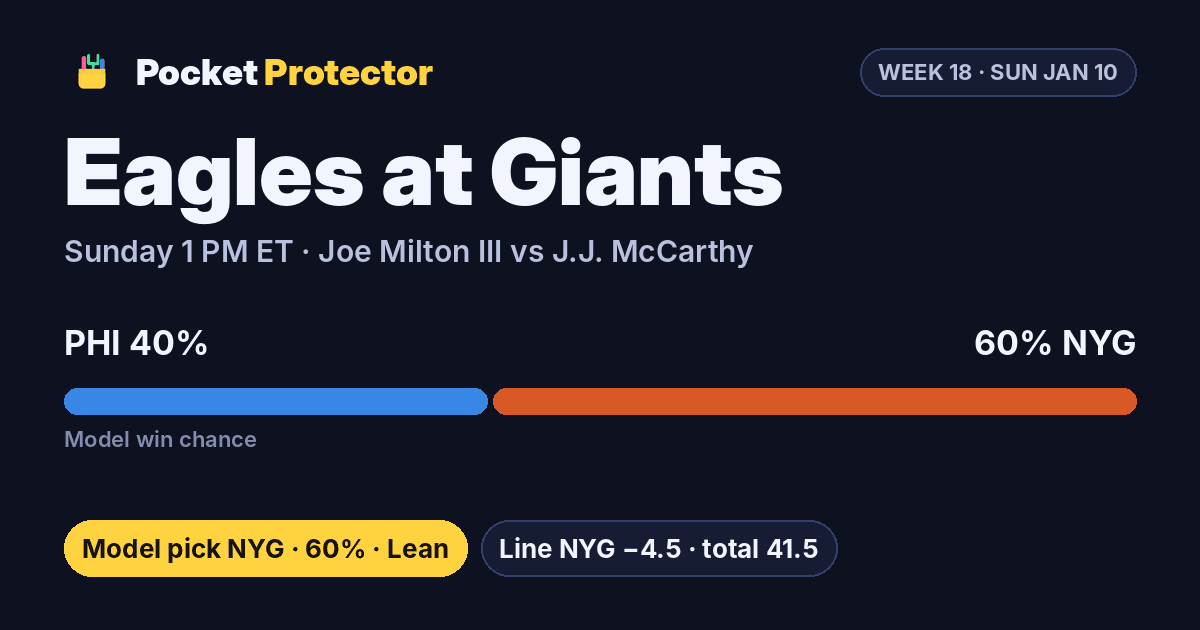 Pocket Protector
WEEK 18 · SUN JAN 10
Eagles at Giants
Sunday 1 PM ET · Joe Milton III vs J.J. McCarthy
PHI 40%
60% NYG
Model win chance
Model pick NYG · 60% · Lean
Line NYG −4.5 · total 41.5